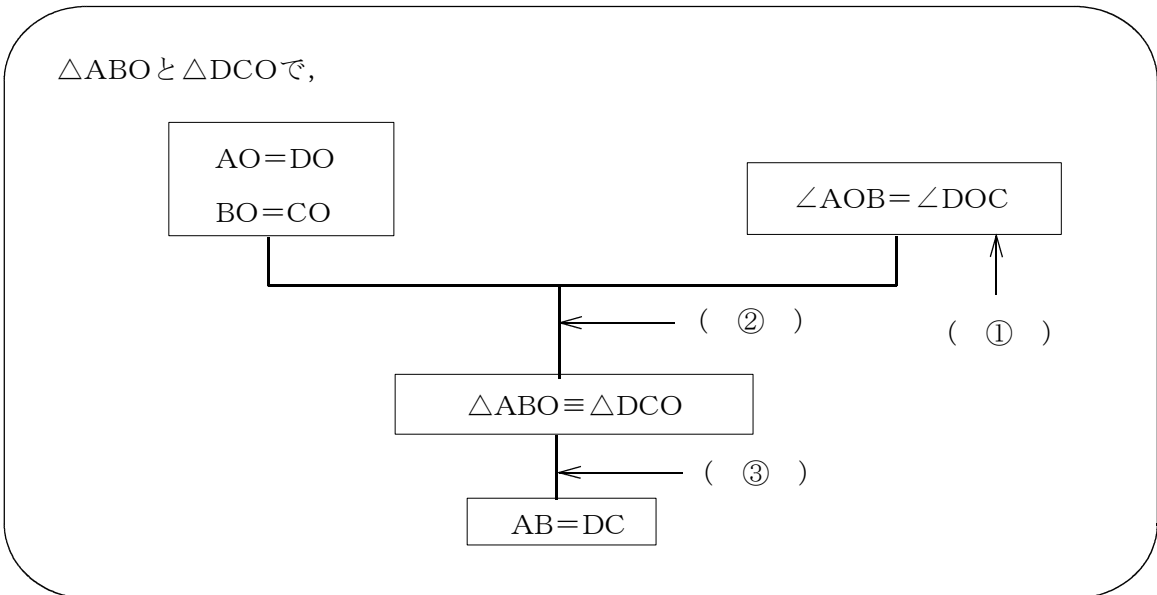 △ABOと△DCOで，
AO＝DO
BO＝CO
∠AOB＝∠DOC
（　②　）
（　①　）
△ABO≡△DCO
（　③　）
AB＝DC